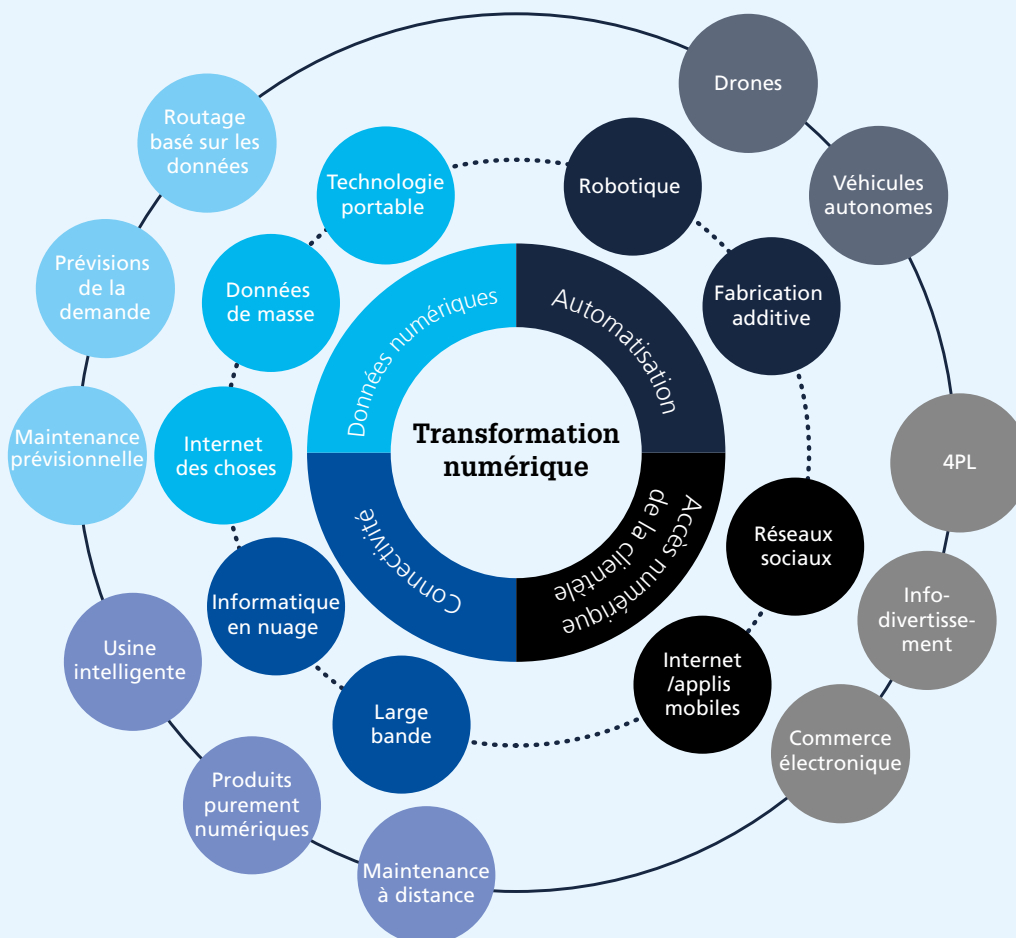 Drones
Routage
basé sur les
données
Technologie
portable
Robotique
Véhicules
autonomes
Prévisions
de la
demande
Données
de masse
Fabrication
additive
Données numériques
Automatisation
Transformation
numérique
Maintenance
prévisionnelle
Internet
des choses
4PL
Connectivité
Accès numérique
de la clientèle
Réseaux
sociaux
Informatique
en nuage
Info-
divertisse-
ment
Usine
intelligente
Internet
/applis
mobiles
Large
bande
Commerce
électronique
Produits
purement
numériques
Maintenance
à distance